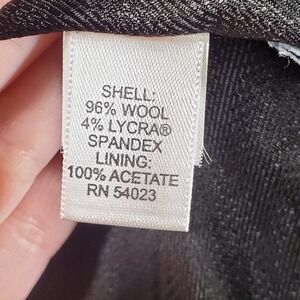 SHELL:
96% WOOL
4% LYCRA®
SPANDEX
LINING:
100% ACETATE
RN 54023